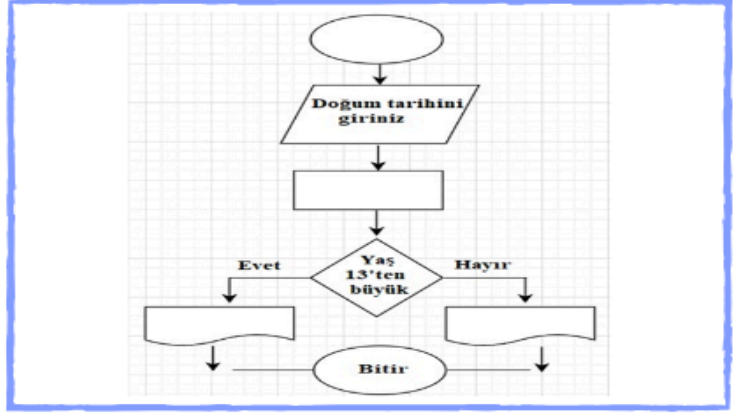 Doğum tarihini
giriniz
Yaş
13'ten
büyük
Evet
Hayır
Bitir